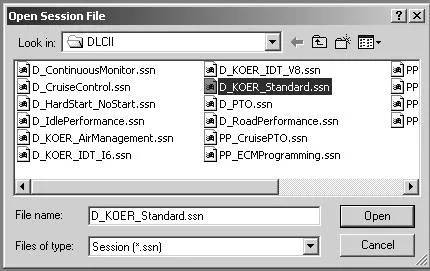 Open Session File
Look in: DLCII
D_ContinuousMonitor.ssn
D_CruiseControl.ssn
D_HardStart_NoStart.ssn
D_IdlePerformance.ssn
D_KOER_AirManagement.ssn
D_KOER_IDT_I6.ssn
D_KOER_IDT_V8.ssn
D_KOER_Standard.ssn
D_PTO.ssn
D_RoadPerformance.ssn
PP_CruisePTO.ssn
PP_ECMProgramming.ssn
PP
PP
PP
PP
File name: D_KOER_Standard.ssn Open
Files of type: Session (*.ssn) Cancel